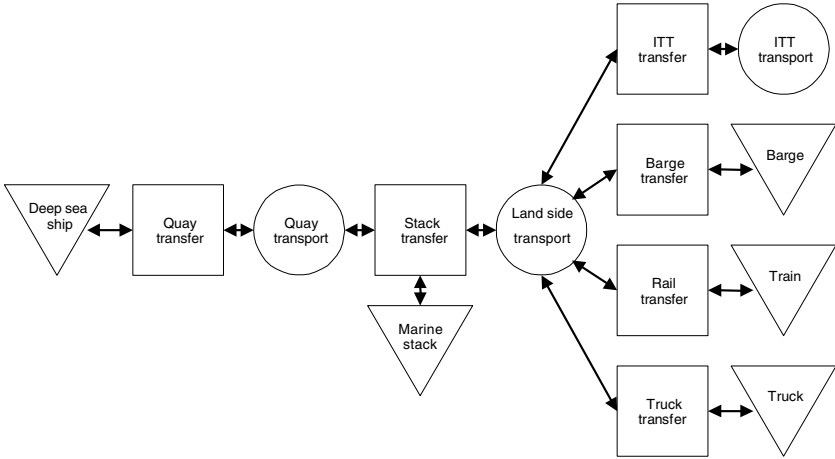 ITT
transfer
ITT
transport
Barge
transfer
Barge
Deep sea
ship
Quay
transfer
Quay
transport
Stack
transfer
Land side
transport
Rail
transfer
Train
Marine
stack
Truck
transfer
Truck